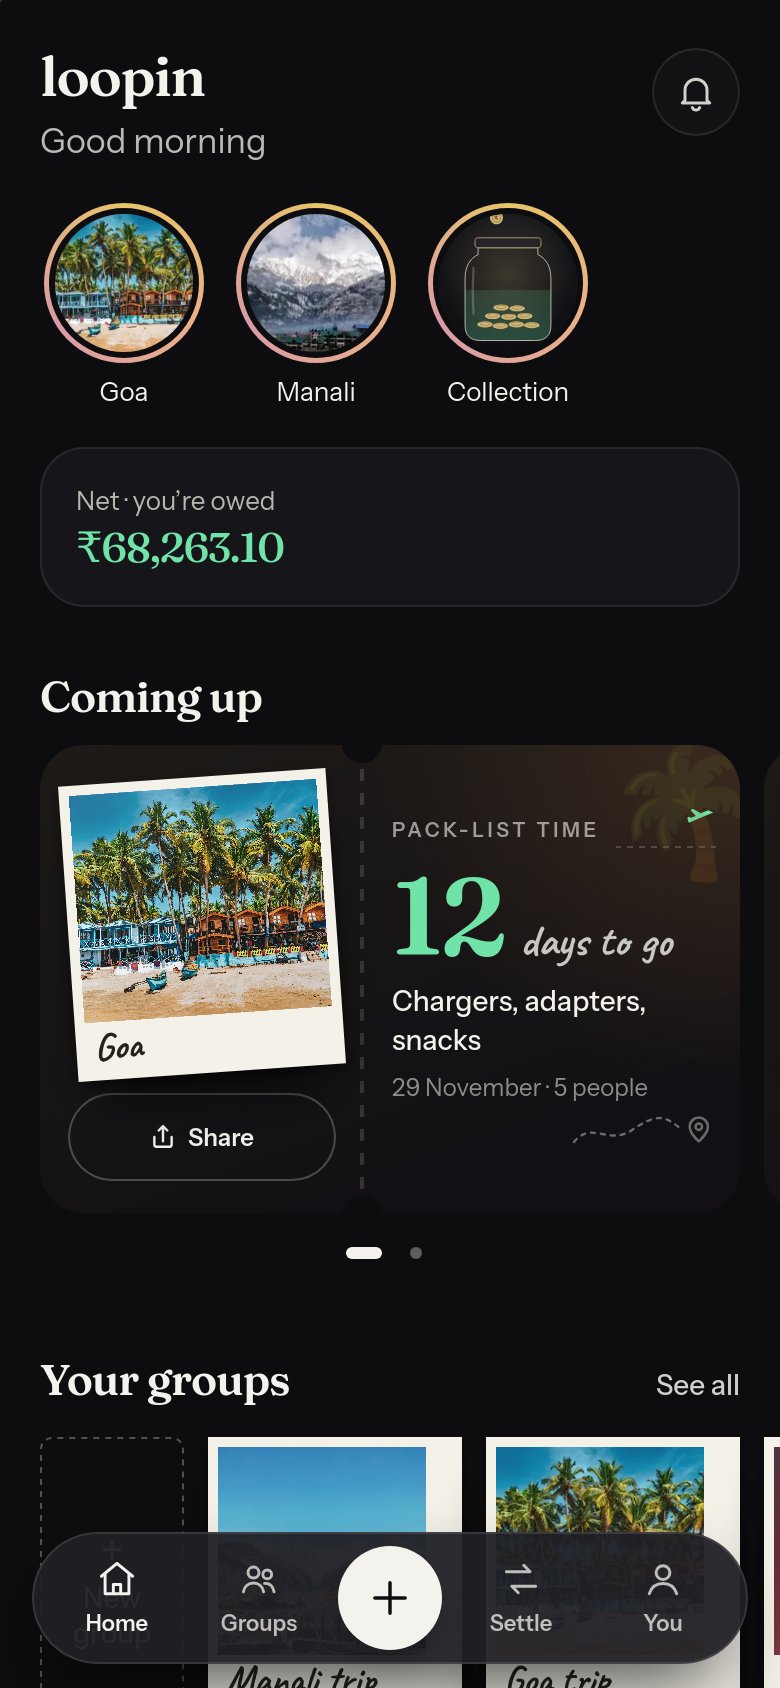 loopin
Good morning
Goa
Manali
Collection
Net · you’re owed
₹68,263.10
Coming up
PACK-LIST TIME
12 days to go
Chargers, adapters,
snacks
29 November · 5 people
Goa
Share
Your groups
See all
+
New
group
Home
Groups
Settle
You
Manali trip
Goa trip